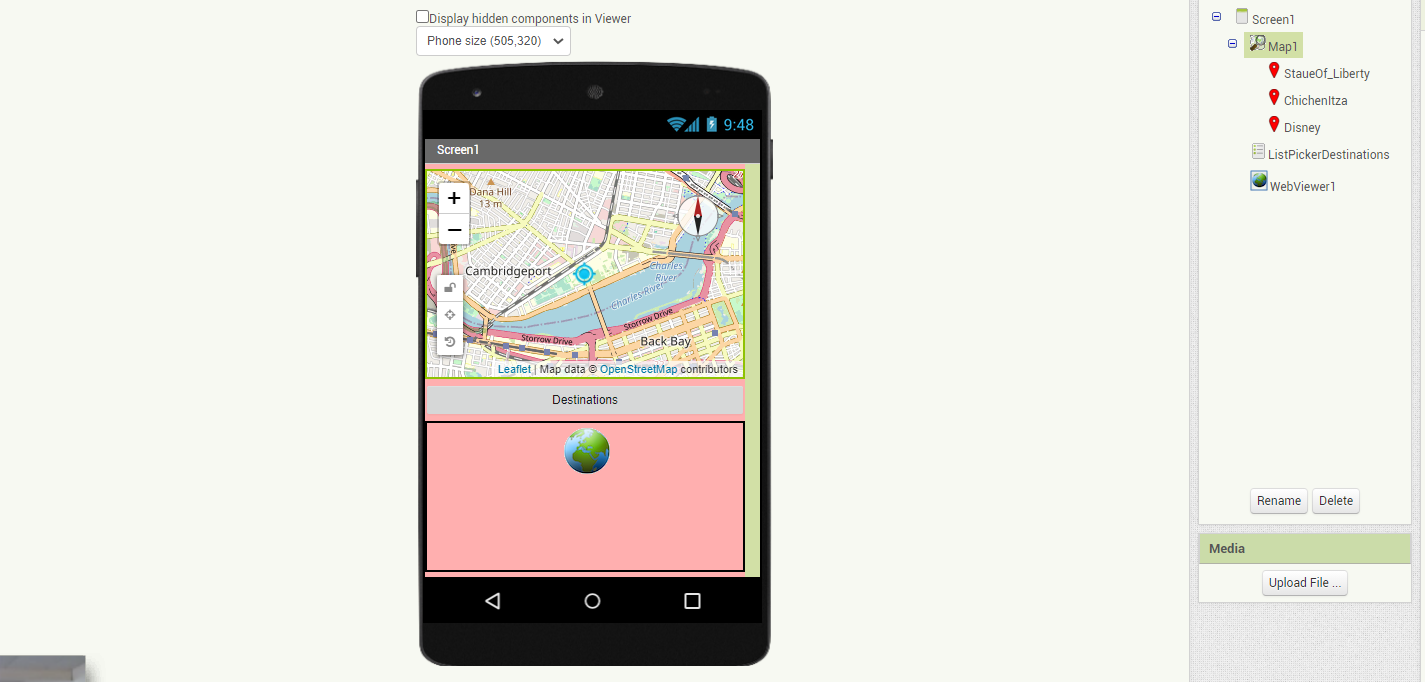 Display hidden components in Viewer
Phone size (505,320)
9:48
Screen1
+
−
Dana Hill
13 m
Cambridgeport
Charles
River
Charles River
Storrow Drive
Storrow Drive
Back Bay
Leaflet | Map data © OpenStreetMap contributors
Destinations
Screen1
Map1
StaueOf_Liberty
ChichenItza
Disney
ListPickerDestinations
WebViewer1
Rename
Delete
Media
Upload File ...